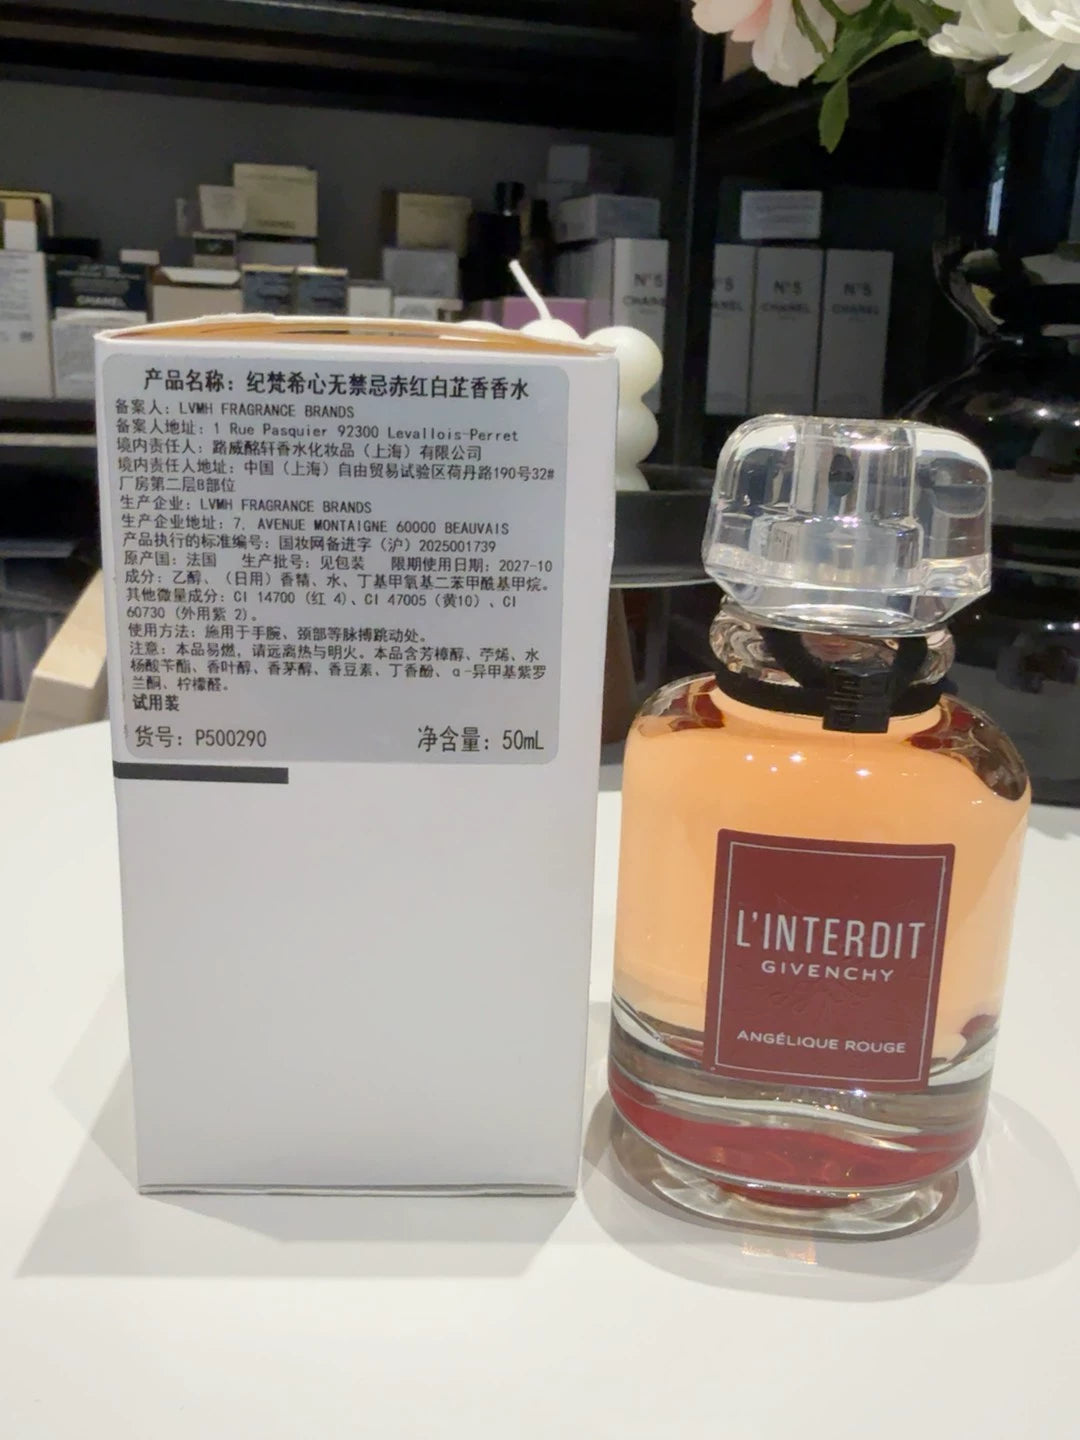 产品名称：纪梵希心无禁忌赤红白芷香香水
备案人：LVMH FRAGRANCE BRANDS
备案人地址：1 Rue Pasquier 92300 Levallois-Perret
境内责任人：路威酩轩香水化妆品（上海）有限公司
境内责任人地址：中国（上海）自由贸易试验区荷丹路190号32#
厂房第二层B部位
生产企业：LVMH FRAGRANCE BRANDS
生产企业地址：7, AVENUE MONTAIGNE 60000 BEAUVAIS
产品执行的标准编号：国妆网备进字（沪）2025001739
原产国：法国 生产批号：见包装 限期使用日期：2027-10
成分：乙醇、（日用）香精、水、丁基甲氧基二苯甲酰基甲烷。
其他微量成分：CI 14700（红 4）、CI 47005（黄10）、CI
60730（外用紫 2）。
使用方法：施用于手腕、颈部等脉搏跳动处。
注意：本品易燃，请远离热与明火。本品含芳樟醇、苧烯、水
杨酸苄酯、香叶醇、香茅醇、香豆素、丁香酚、α-异甲基紫罗
兰酮、柠檬醛。
试用装
货号：P500290 净含量：50mL
L'INTERDIT
GIVENCHY
ANGÉLIQUE ROUGE
CHANEL
N°5
CHANEL
N°5
CHANEL
N°5
CHANEL
N°5
CHANEL